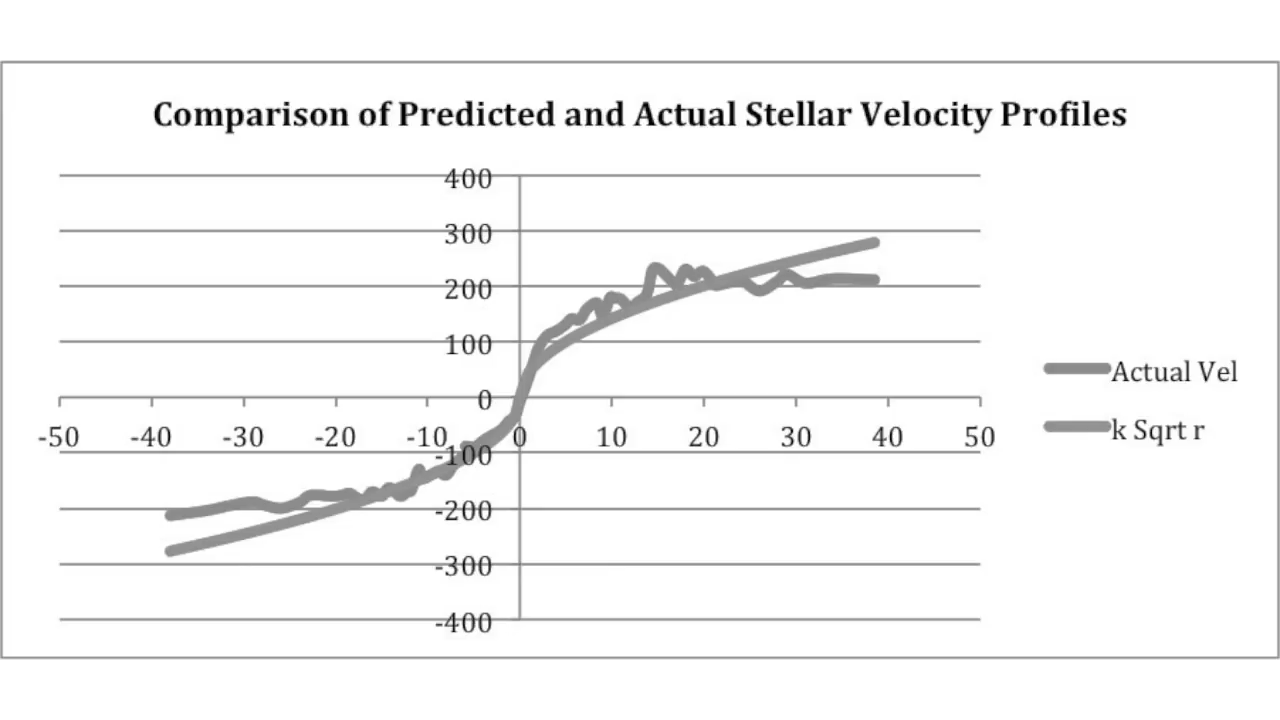 Comparison of Predicted and Actual Stellar Velocity Profiles
400
300
200
100
0
-50 -40 -30 -20 -10 0 10 20 30 40 50
-100
-200
-300
-400
Actual Vel
k Sqrt r